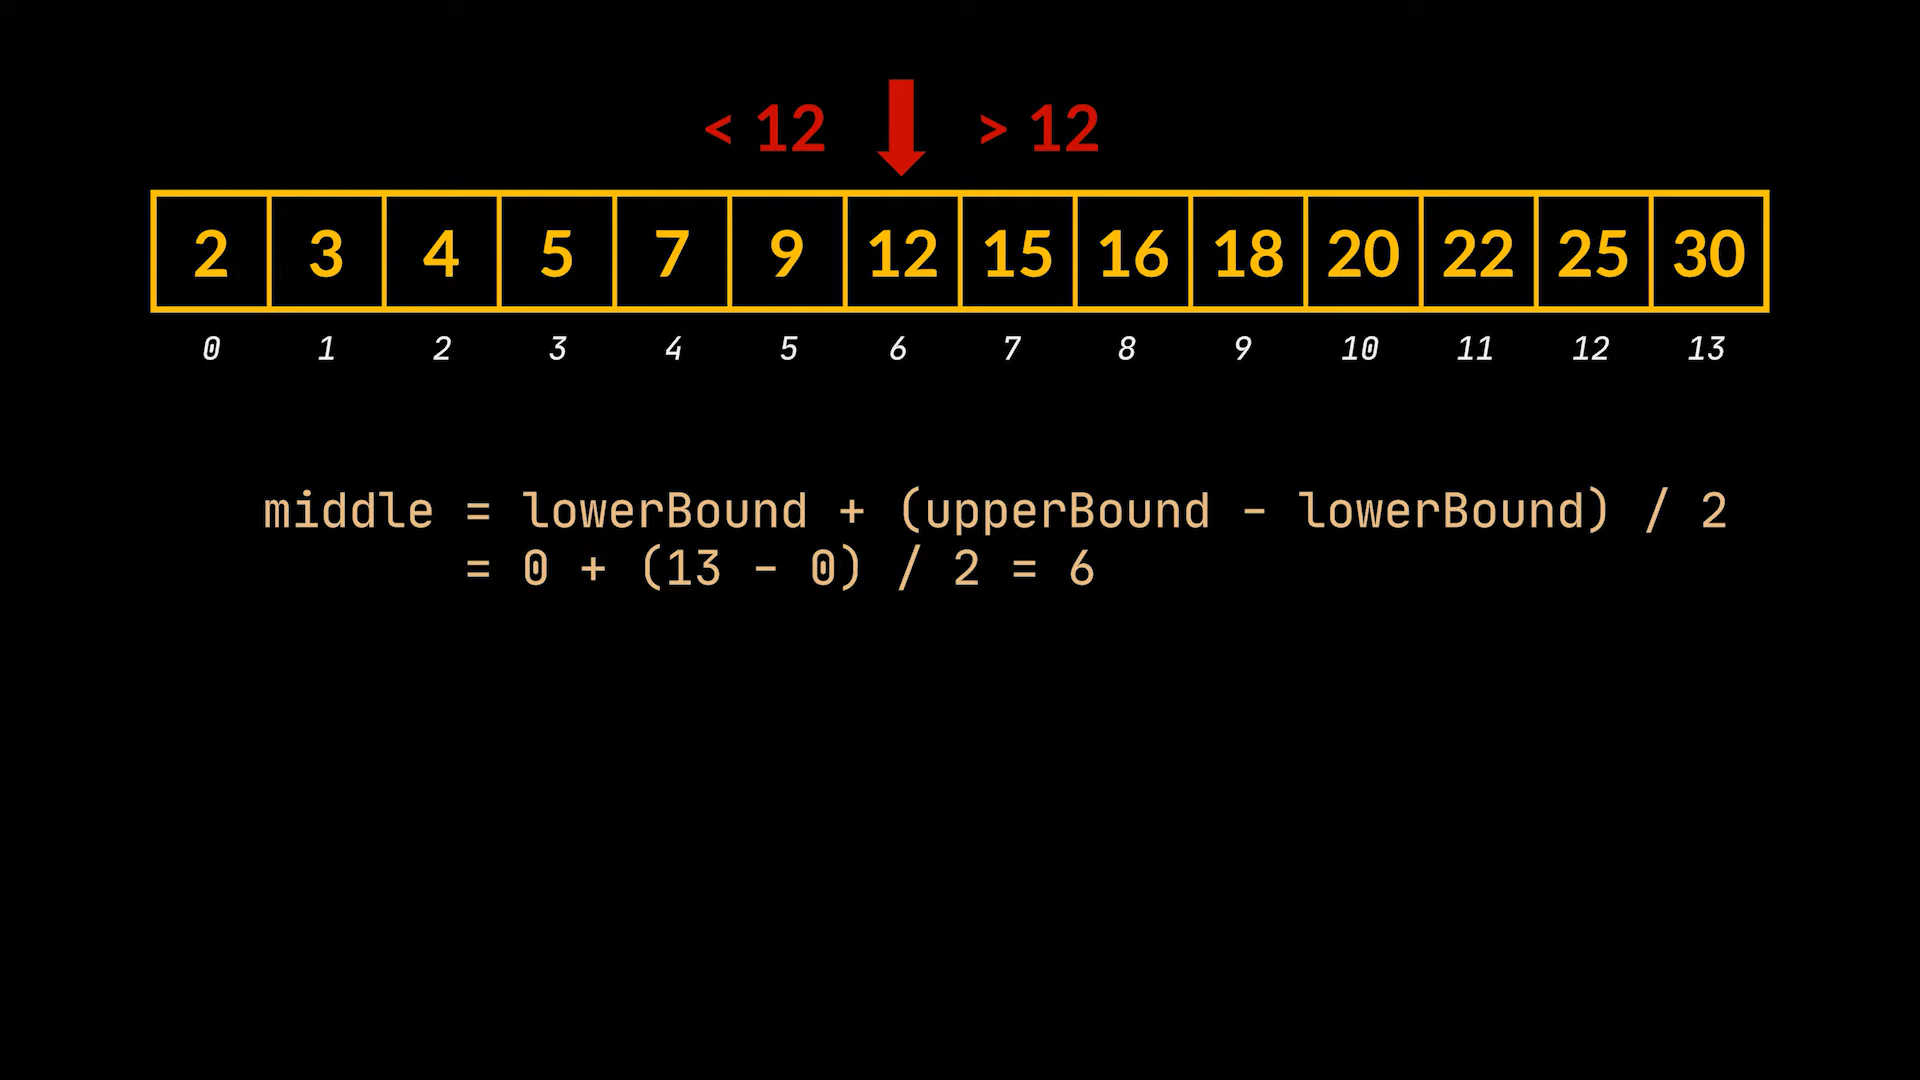 < 12 > 12
2 3 4 5 7 9 12 15 16 18 20 22 25 30
0 1 2 3 4 5 6 7 8 9 10 11 12 13
middle = lowerBound + (upperBound - lowerBound) / 2
= 0 + (13 - 0) / 2 = 6